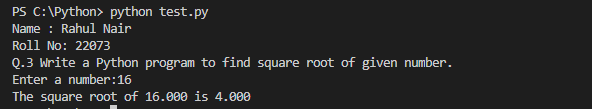 PS C:\Python> python test.py
Name : Rahul Nair
Roll No: 22073
Q.3 Write a Python program to find square root of given number.
Enter a number:16
The square root of 16.000 is 4.000